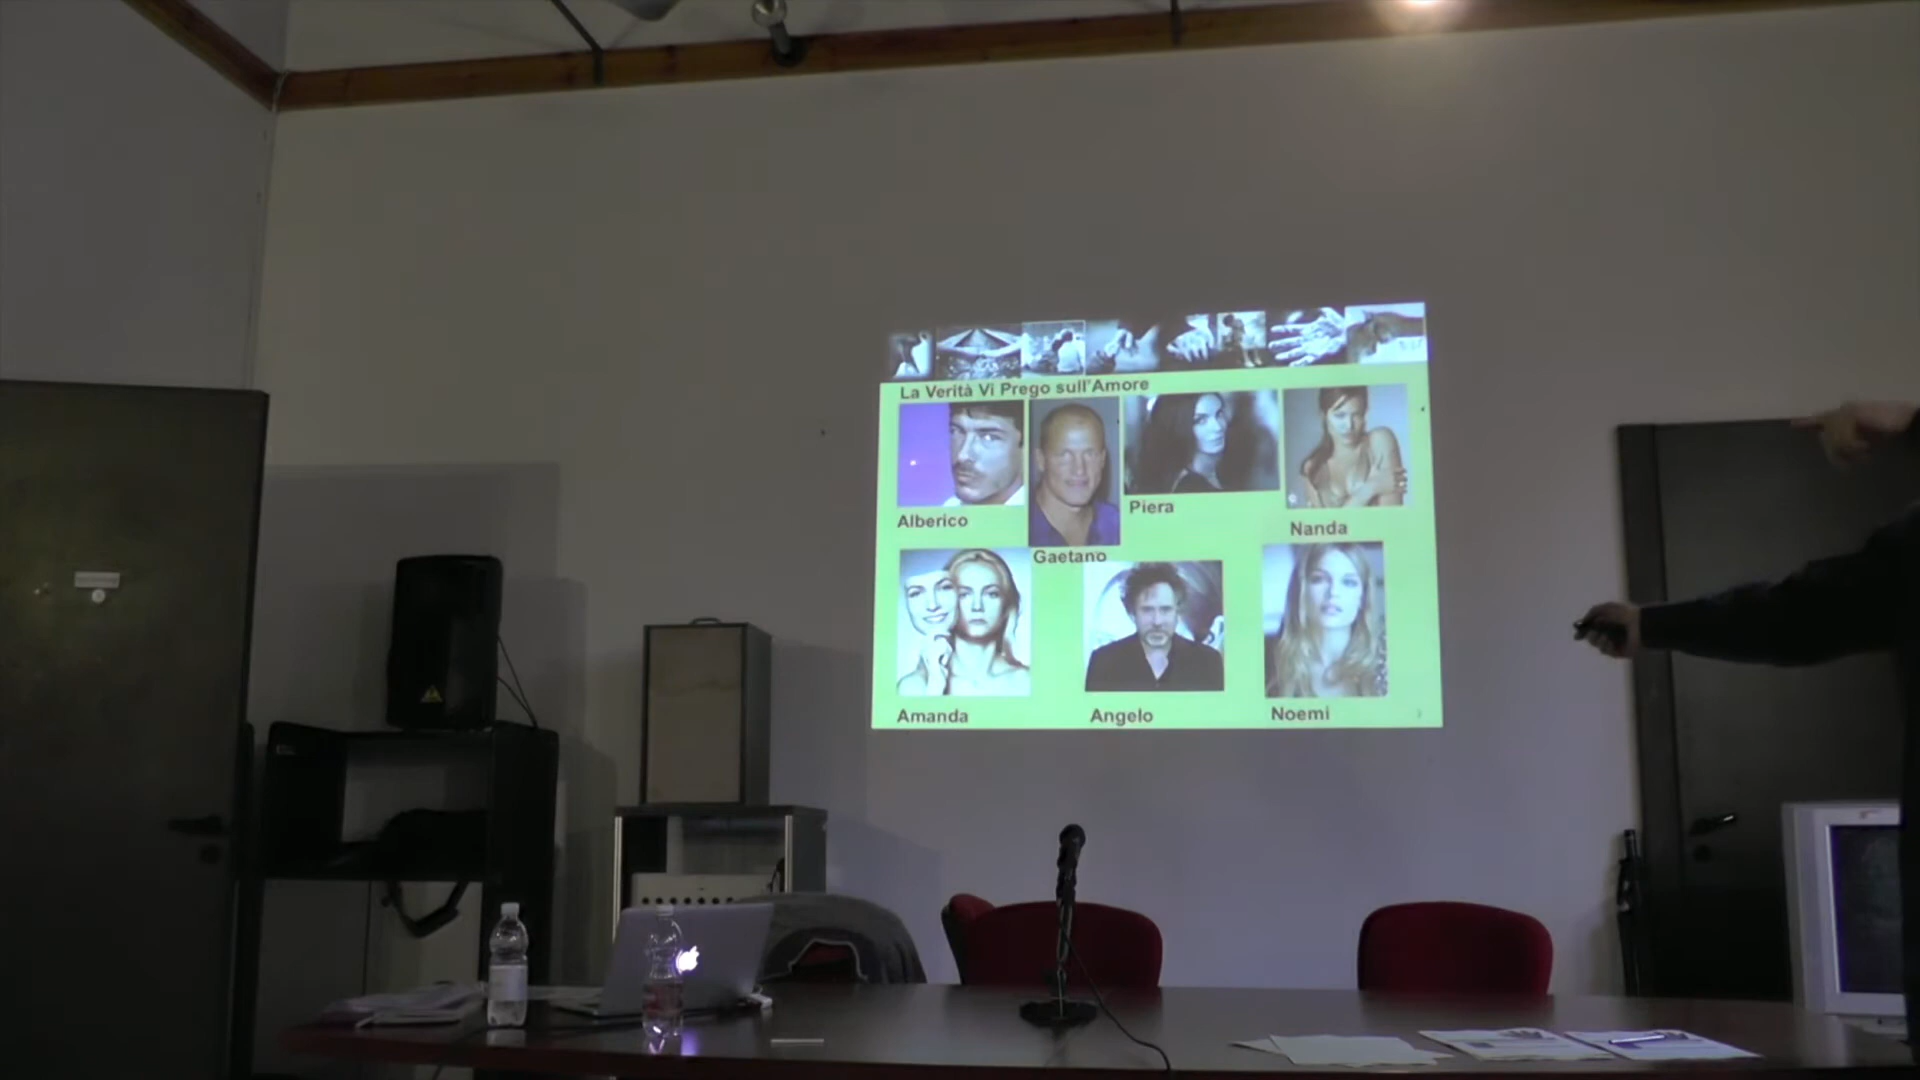 La Verità Vi Prego sull'Amore
Alberico
Gaetano
Piera
Nanda
Amanda
Angelo
Noemi